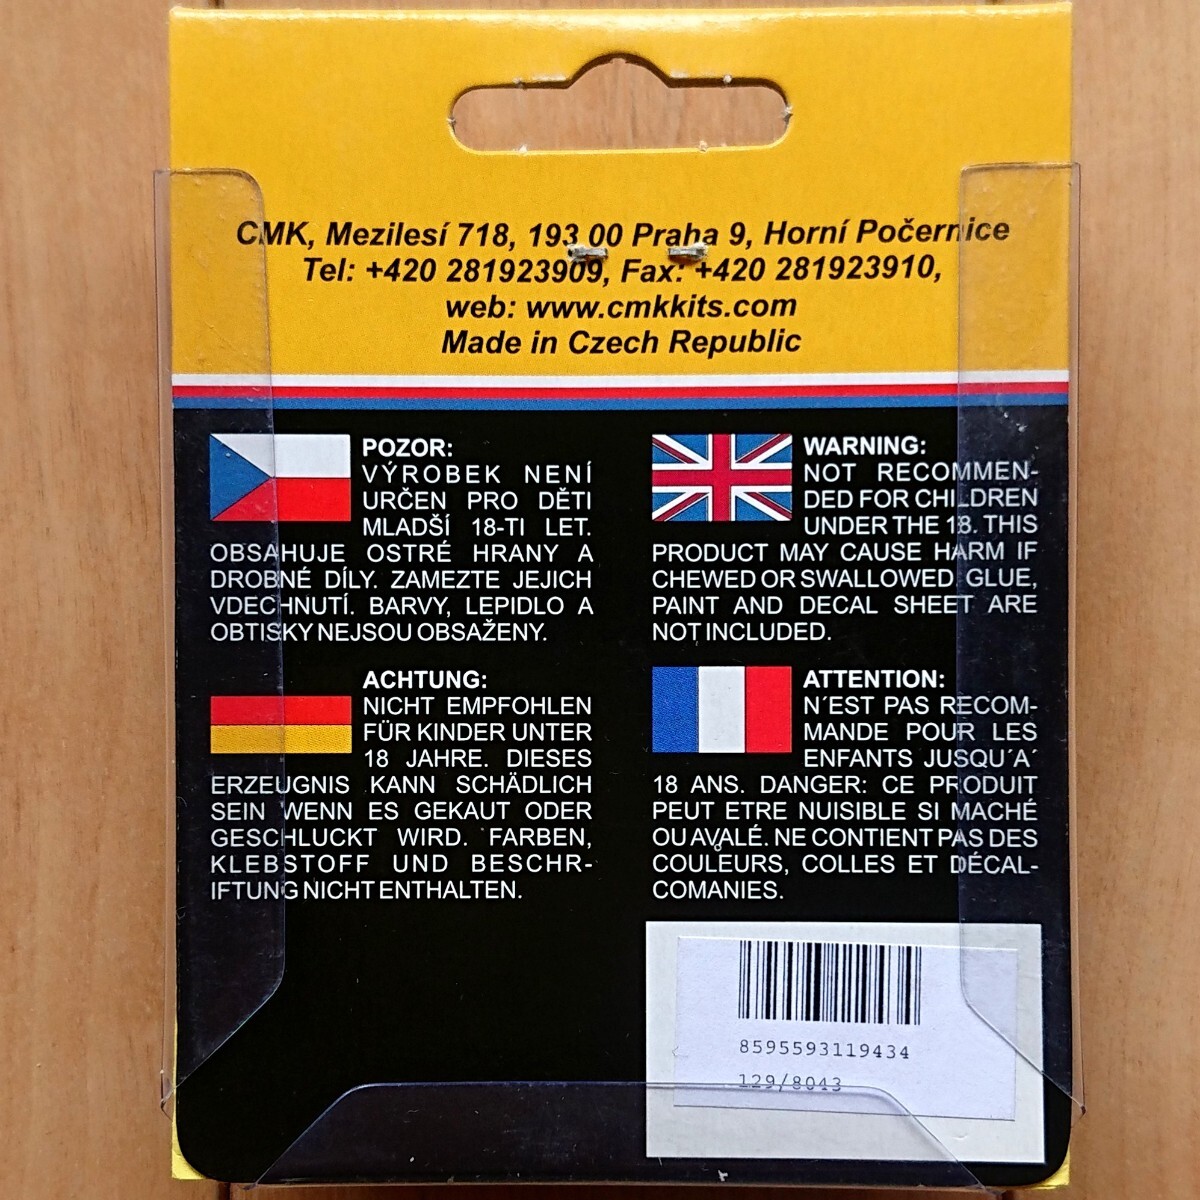 CMK, Mezilesí 718, 193 00 Praha 9, Horní Počernice
Tel: +420 281923909, Fax: +420 281923910,
web: www.cmkkits.com
Made in Czech Republic
POZOR:
VÝROBEK NENÍ
URČEN PRO DĚTI
MLADŠÍ 18-TI LET.
OBSAHUJE OSTRÉ HRANY A
DROBNÉ DÍLY. ZAMEZTE JEJICH
VDECHNUTÍ. BARVY, LEPIDLO A
OBTISKY NEJSOU OBSAŽENY.
WARNING:
NOT RECOMMEN-
DED FOR CHILDREN
UNDER THE 18. THIS
PRODUCT MAY CAUSE HARM IF
CHEWED OR SWALLOWED. GLUE,
PAINT AND DECAL SHEET ARE
NOT INCLUDED.
ACHTUNG:
NICHT EMPFOHLEN
FÜR KINDER UNTER
18 JAHRE. DIESES
ERZEUGNIS KANN SCHÄDLICH
SEIN WENN ES GEKAUT ODER
GESCHLUCKT WIRD. FARBEN,
KLEBSTOFF UND BESCHR-
IFTUNG NICHT ENTHALTEN.
ATTENTION:
N´EST PAS RECOM-
MANDE POUR LES
ENFANTS JUSQU´A´
18 ANS. DANGER: CE PRODUIT
PEUT ETRE NUISIBLE SI MACHÉ
OU AVALÉ. NE CONTIENT PAS DES
COULEURS, COLLES ET DÉCAL-
COMANIES.
8595593119434
129/8043